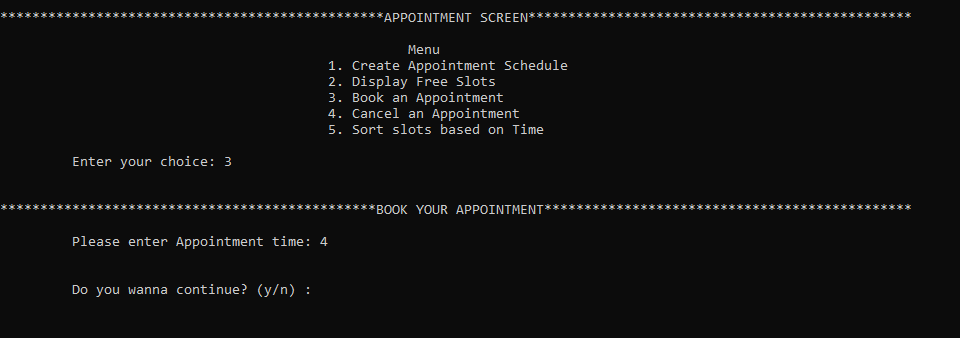 ************************************************APPOINTMENT SCREEN************************************************
Menu
1. Create Appointment Schedule
2. Display Free Slots
3. Book an Appointment
4. Cancel an Appointment
5. Sort slots based on Time
Enter your choice: 3
***********************************************BOOK YOUR APPOINTMENT**********************************************
Please enter Appointment time: 4
Do you wanna continue? (y/n) :